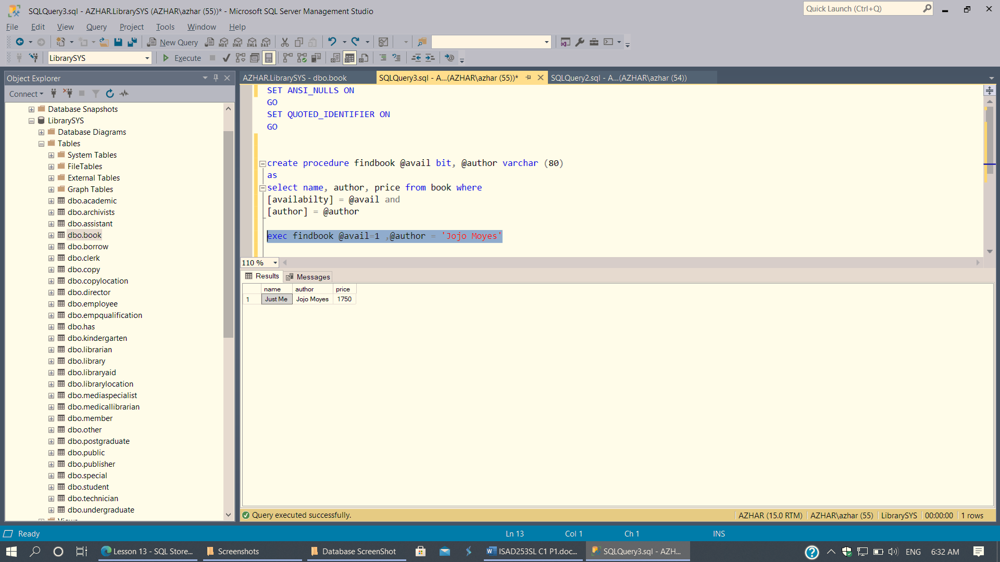 SQLQuery3.sql - AZHAR.LibrarySYS (AZHAR\azhar (55))* - Microsoft SQL Server Management Studio
Quick Launch (Ctrl+Q)
File Edit View Query Project Tools Window Help
New Query MDX DMX XMLA DAX
LibrarySYS Execute
Object Explorer
Connect
Database Snapshots
LibrarySYS
Database Diagrams
Tables
System Tables
FileTables
External Tables
Graph Tables
dbo.academic
dbo.archivists
dbo.assistant
dbo.book
dbo.borrow
dbo.clerk
dbo.copy
dbo.copylocation
dbo.director
dbo.employee
dbo.empqualification
dbo.has
dbo.kindergarten
dbo.librarian
dbo.library
dbo.libraryaid
dbo.librarylocation
dbo.mediaspecialist
dbo.medicallibrarian
dbo.member
dbo.other
dbo.postgraduate
dbo.public
dbo.publisher
dbo.special
dbo.student
dbo.technician
dbo.undergraduate
Views
AZHAR.LibrarySYS - dbo.book SQLQuery3.sql - A...(AZHAR\azhar (55))* SQLQuery2.sql - A...(AZHAR\azhar (54))
SET ANSI_NULLS ON
GO
SET QUOTED_IDENTIFIER ON
GO
create procedure findbook @avail bit, @author varchar (80)
as
select name, author, price from book where
[availabilty] = @avail and
[author] = @author
exec findbook @avail=1 ,@author = 'Jojo Moyes'
110 %
Results Messages
name author price
1 Just Me Jojo Moyes 1750
Query executed successfully. AZHAR (15.0 RTM) AZHAR\azhar (55) LibrarySYS 00:00:00 1 rows
Ready Ln 13 Col 1 Ch 1 INS
Lesson 13 - SQL Store... Screenshots Database ScreenShot ISAD253SL C1 P1.doc... SQLQuery3.sql - AZH... ENG 6:32 AM